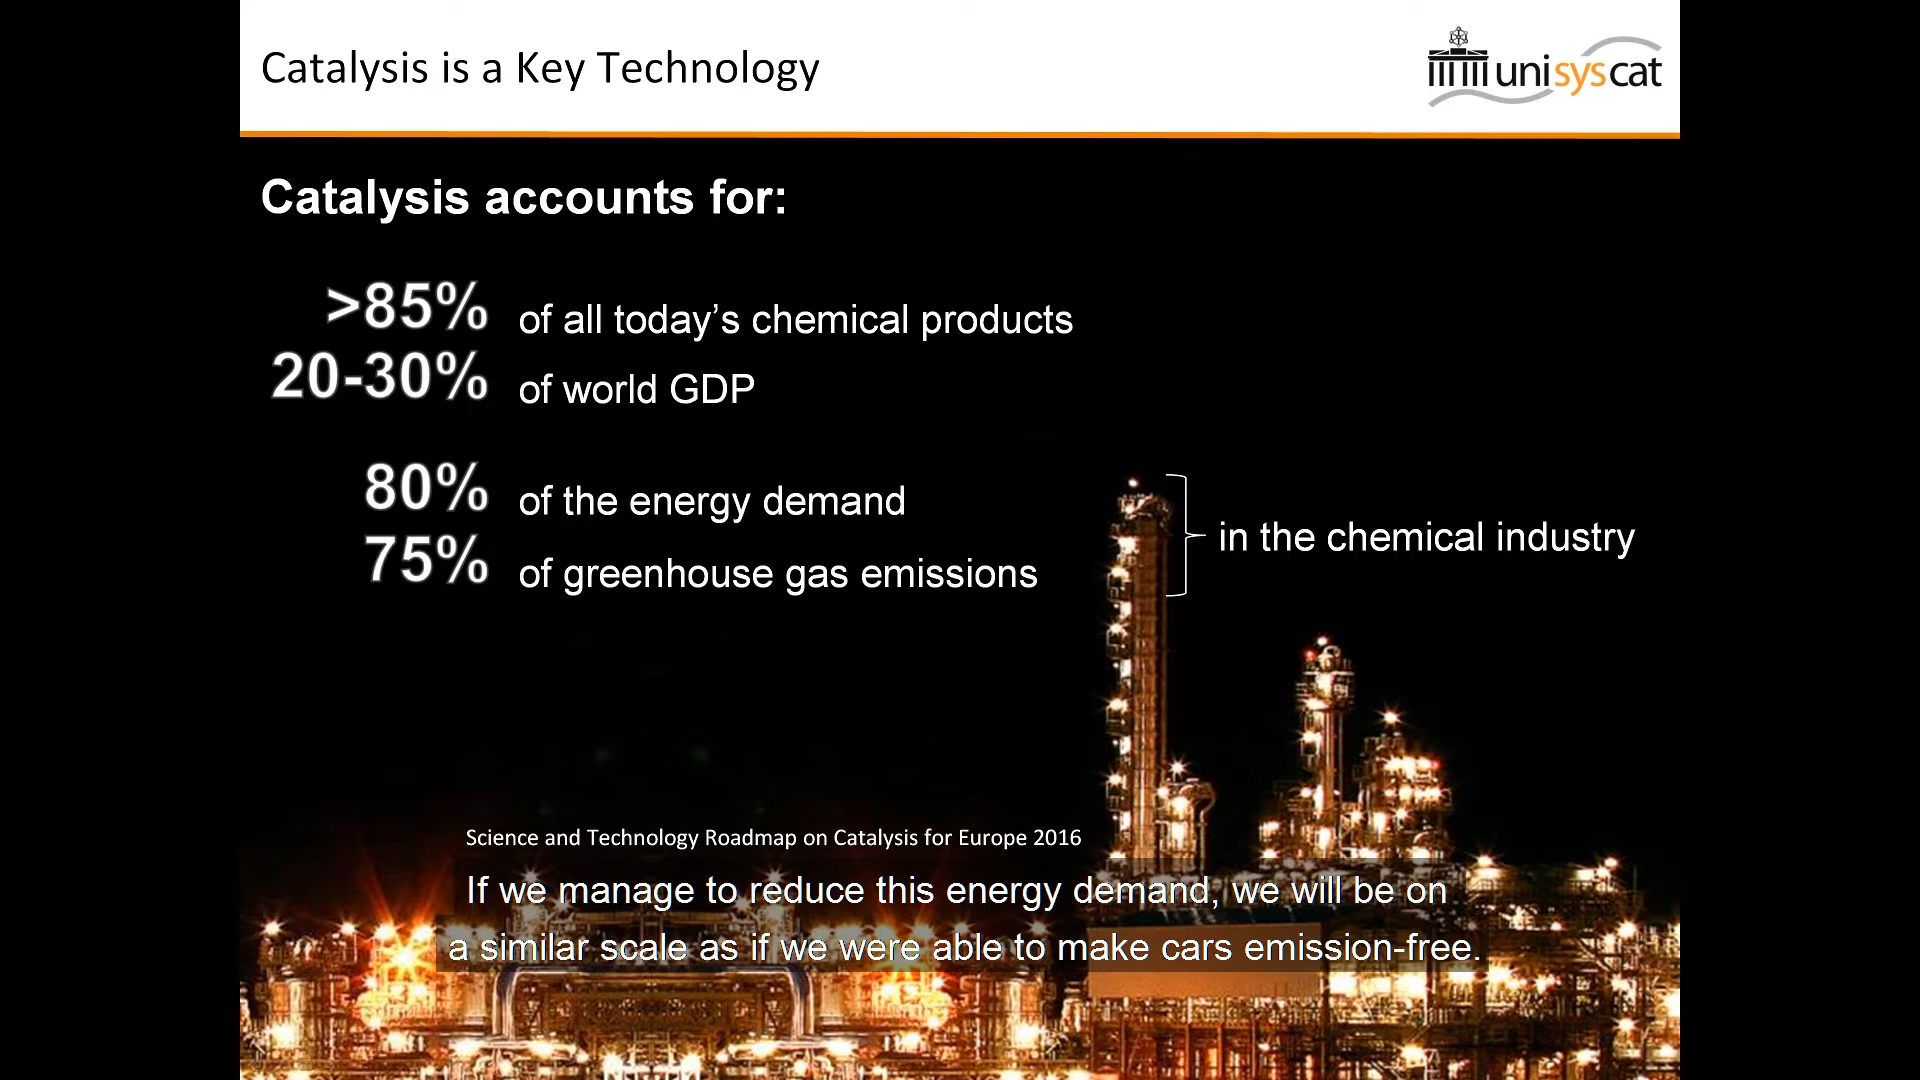 Catalysis is a Key Technology
unisyscat
Catalysis accounts for:
>85% of all today’s chemical products
20-30% of world GDP
80% of the energy demand
75% of greenhouse gas emissions
in the chemical industry
Science and Technology Roadmap on Catalysis for Europe 2016
If we manage to reduce this energy demand, we will be on
a similar scale as if we were able to make cars emission-free.